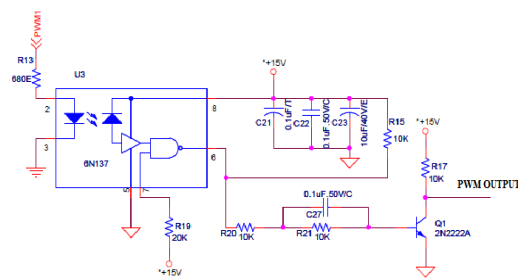 PWM1
R13
680E
U3
2
3
8
6
5
7
6N137
R19
20K
*+15V
*+15V
C21
0.1uF/T
C22
0.1uF.50V/C
C23
10uF/40V/E
R15
10K
*+15V
R17
10K
PWM OUTPUT
0.1uF.50V/C
C27
R20
10K
R21
10K
Q1
2N2222A